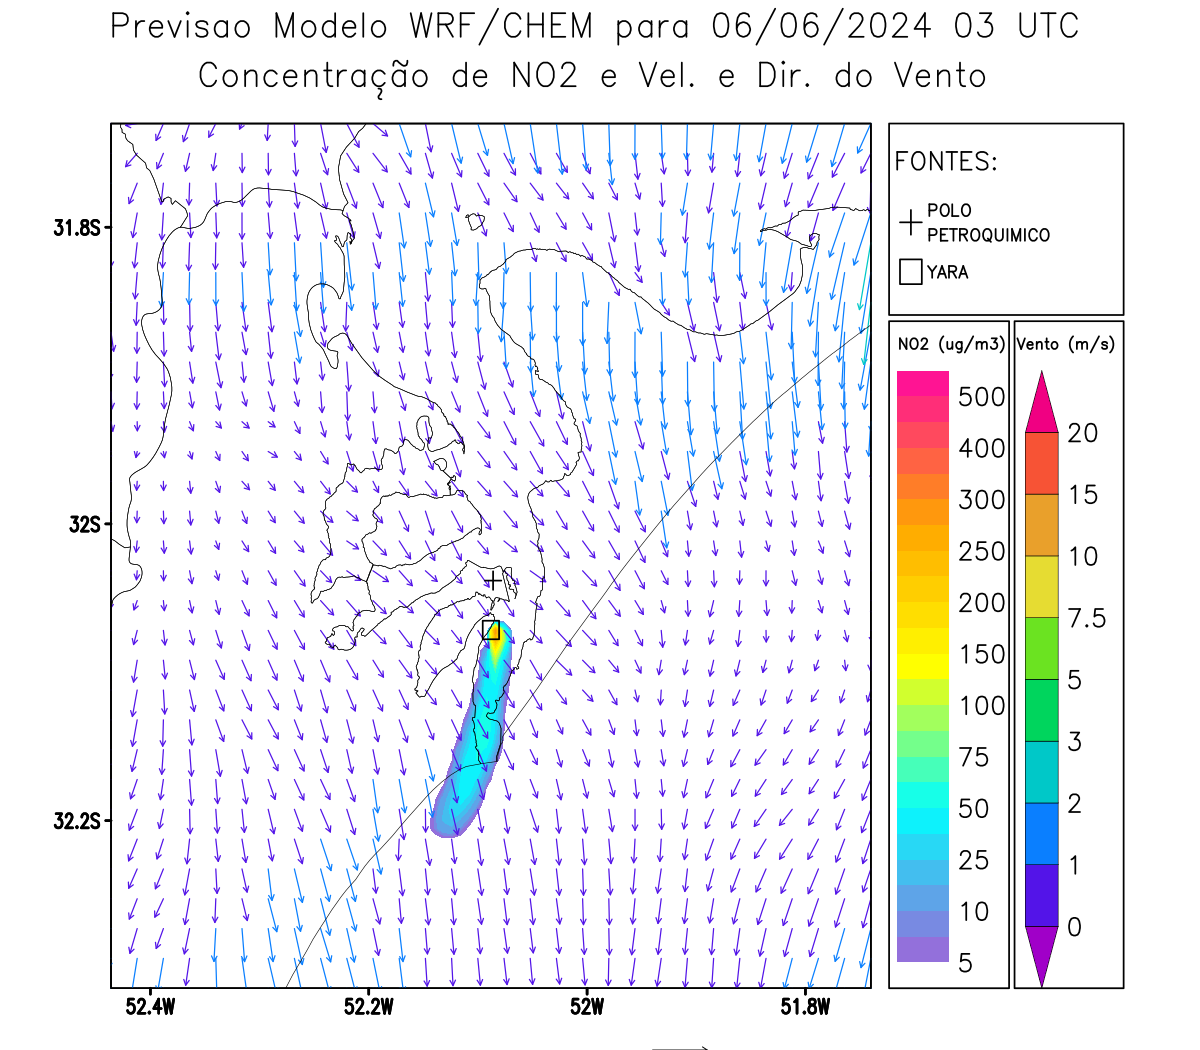 Previsao Modelo WRF/CHEM para 06/06/2024 03 UTC
Concentração de NO2 e Vel. e Dir. do Vento
FONTES:
POLO
PETROQUIMICO
YARA
NO2 (ug/m3)
500
400
300
250
200
150
100
75
50
25
10
5
Vento (m/s)
20
15
10
7.5
5
3
2
1
0
31.8S
32S
32.2S
52.4W
52.2W
52W
51.8W